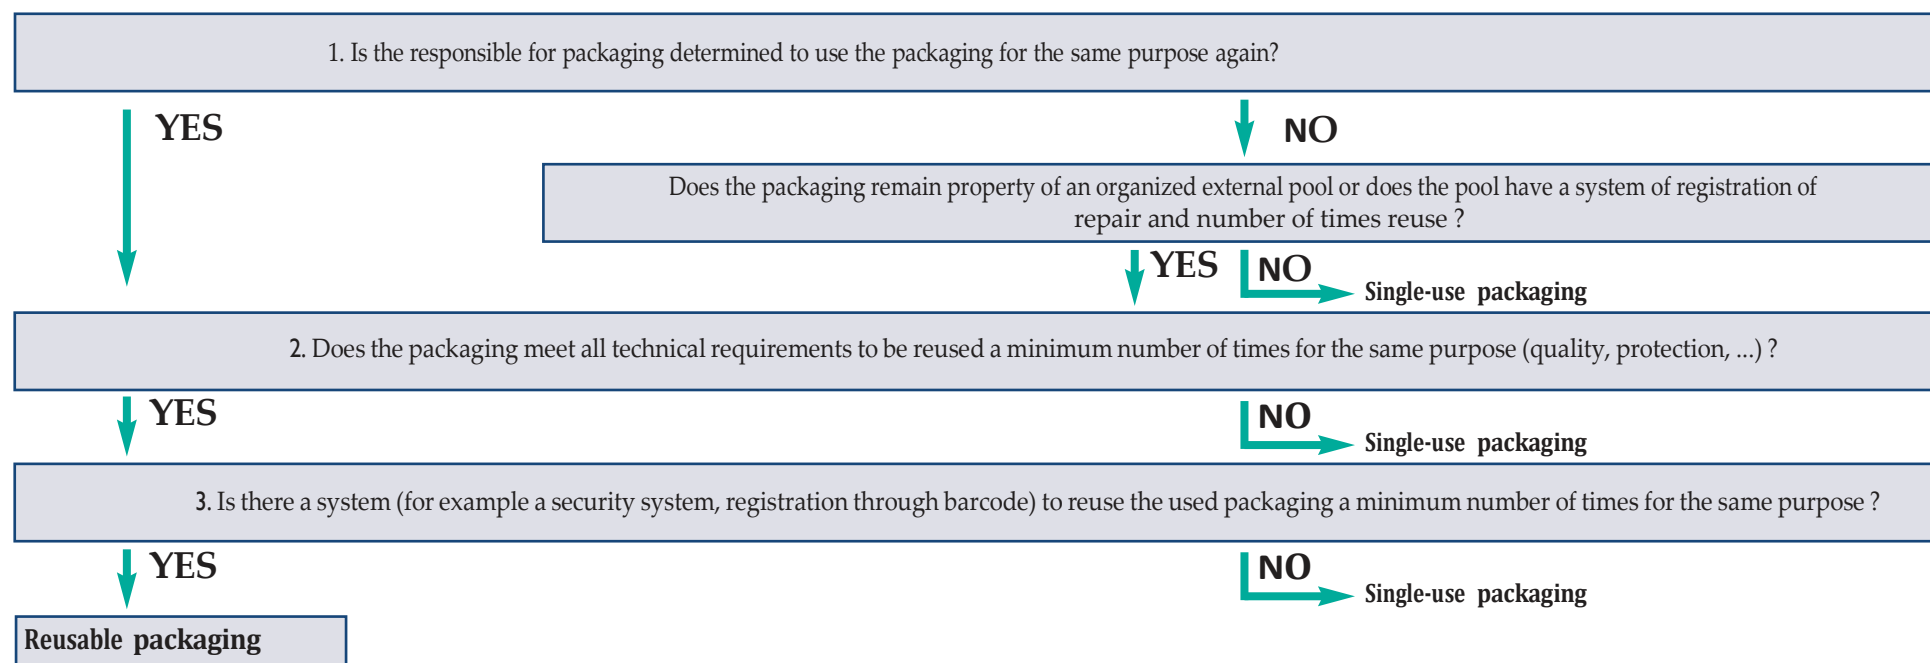 1. Is the responsible for packaging determined to use the packaging for the same purpose again?
YES
NO
Does the packaging remain property of an organized external pool or does the pool have a system of registration of
repair and number of times reuse ?
YES
NO
Single-use packaging
2. Does the packaging meet all technical requirements to be reused a minimum number of times for the same purpose (quality, protection, ...) ?
YES
NO
Single-use packaging
3. Is there a system (for example a security system, registration through barcode) to reuse the used packaging a minimum number of times for the same purpose ?
YES
NO
Single-use packaging
Reusable packaging